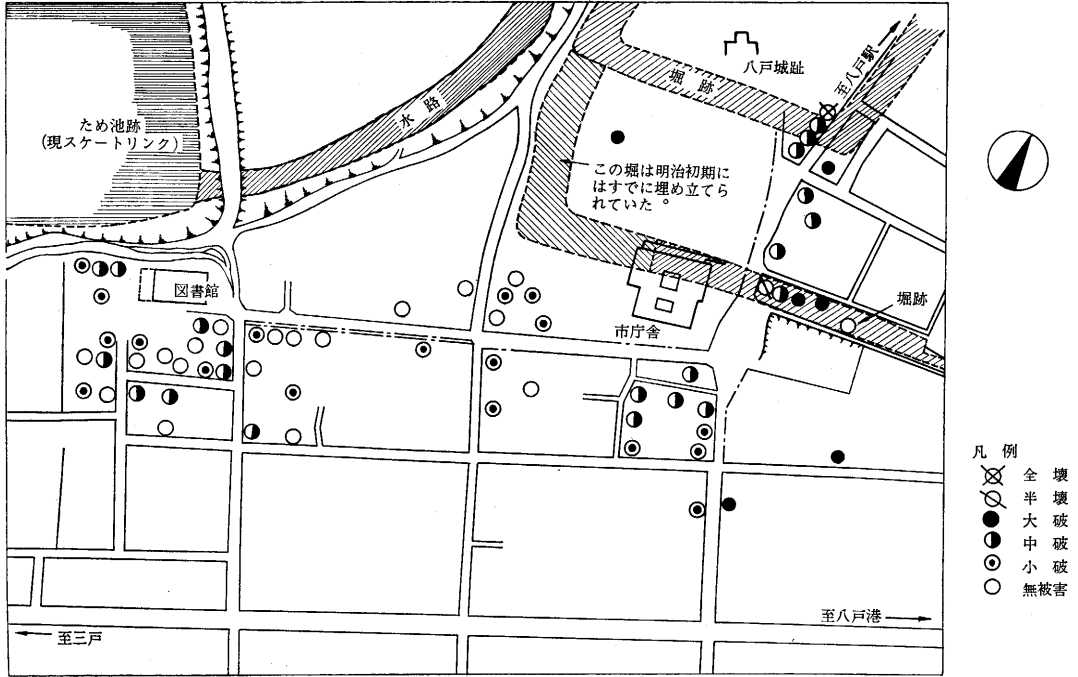 八戸城趾
至八戸駅
堀跡
水路
ため池跡
(現スケートリンク)
この堀は明治初期に
はすでに埋め立てら
れていた。
図書館
市庁舎
堀跡
凡例
全壊
半壊
大破
中破
小破
無被害
至八戸港
至三戸